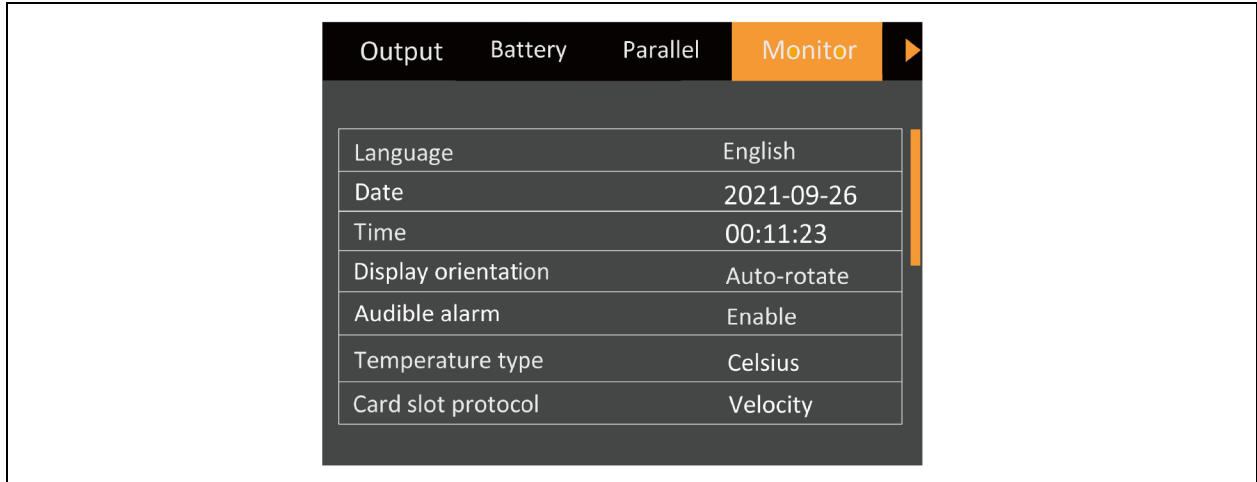 Output Battery Parallel Monitor
Language English
Date 2021-09-26
Time 00:11:23
Display orientation Auto-rotate
Audible alarm Enable
Temperature type Celsius
Card slot protocol Velocity